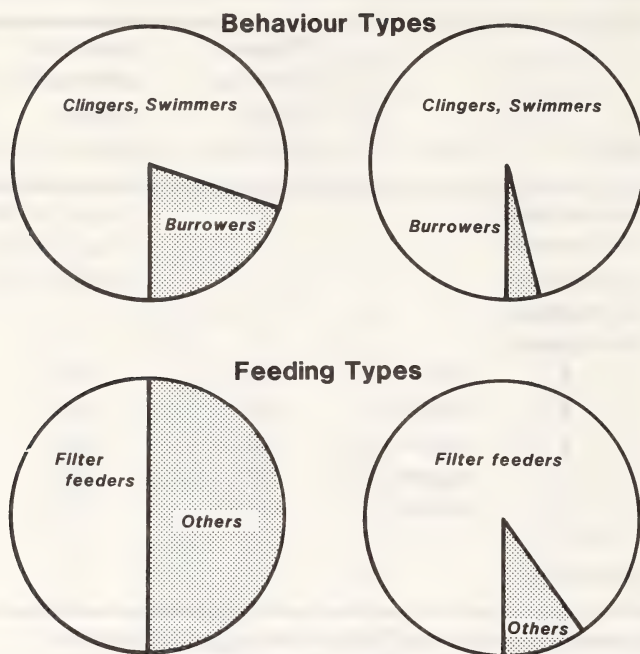 Behaviour Types
Clingers, Swimmers
Burrowers
Clingers, Swimmers
Burrowers
Feeding Types
Filter
feeders
Others
Filter feeders
Others